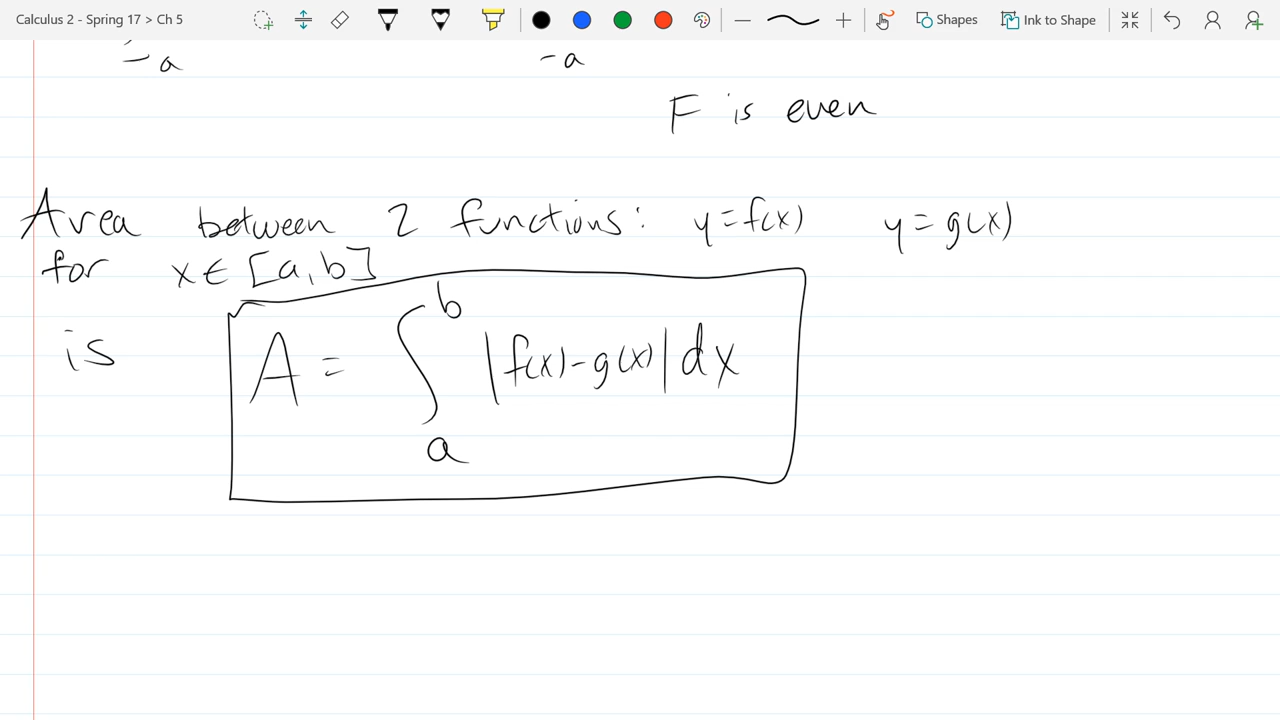 Calculus 2 - Spring 17 > Ch 5 Shapes Ink to Shape
-a -a
F is even
Area between 2 functions: y=f(x) y=g(x)
for x∈[a,b]
is A = ∫_a^b |f(x)-g(x)|dx